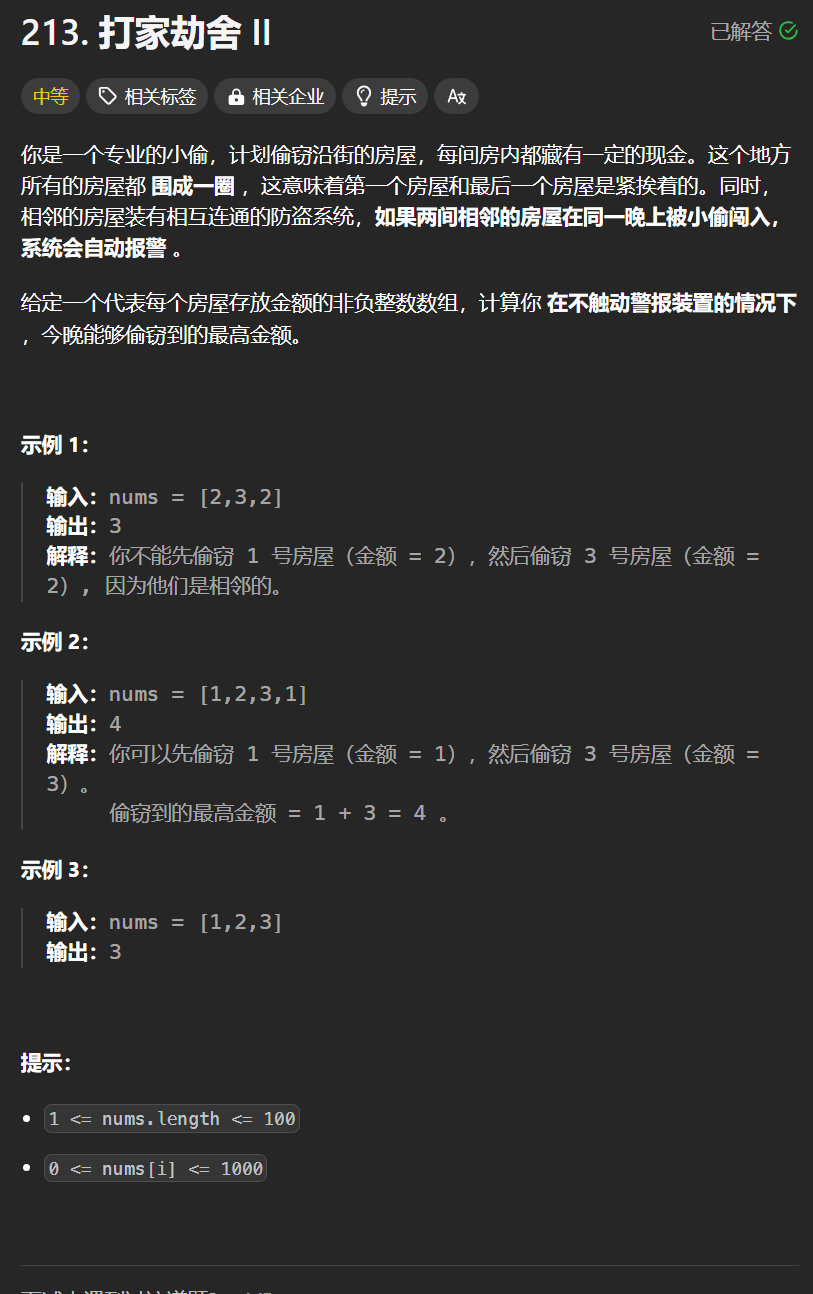 213. 打家劫舍 II
已解答
中等
相关标签
相关企业
提示
你是一个专业的小偷，计划偷窃沿街的房屋，每间房内都藏有一定的现金。这个地方
所有的房屋都 围成一圈 ，这意味着第一个房屋和最后一个房屋是紧挨着的。同时，
相邻的房屋装有相互连通的防盗系统，如果两间相邻的房屋在同一晚上被小偷闯入，
系统会自动报警 。
给定一个代表每个房屋存放金额的非负整数数组，计算你 在不触动警报装置的情况下
，今晚能够偷窃到的最高金额。
示例 1：
输入：nums = [2,3,2]
输出：3
解释：你不能先偷窃 1 号房屋（金额 = 2），然后偷窃 3 号房屋（金额 =
2），因为他们是相邻的。
示例 2：
输入：nums = [1,2,3,1]
输出：4
解释：你可以先偷窃 1 号房屋（金额 = 1），然后偷窃 3 号房屋（金额 =
3）。
偷窃到的最高金额 = 1 + 3 = 4 。
示例 3：
输入：nums = [1,2,3]
输出：3
提示：
1 <= nums.length <= 100
0 <= nums[i] <= 1000